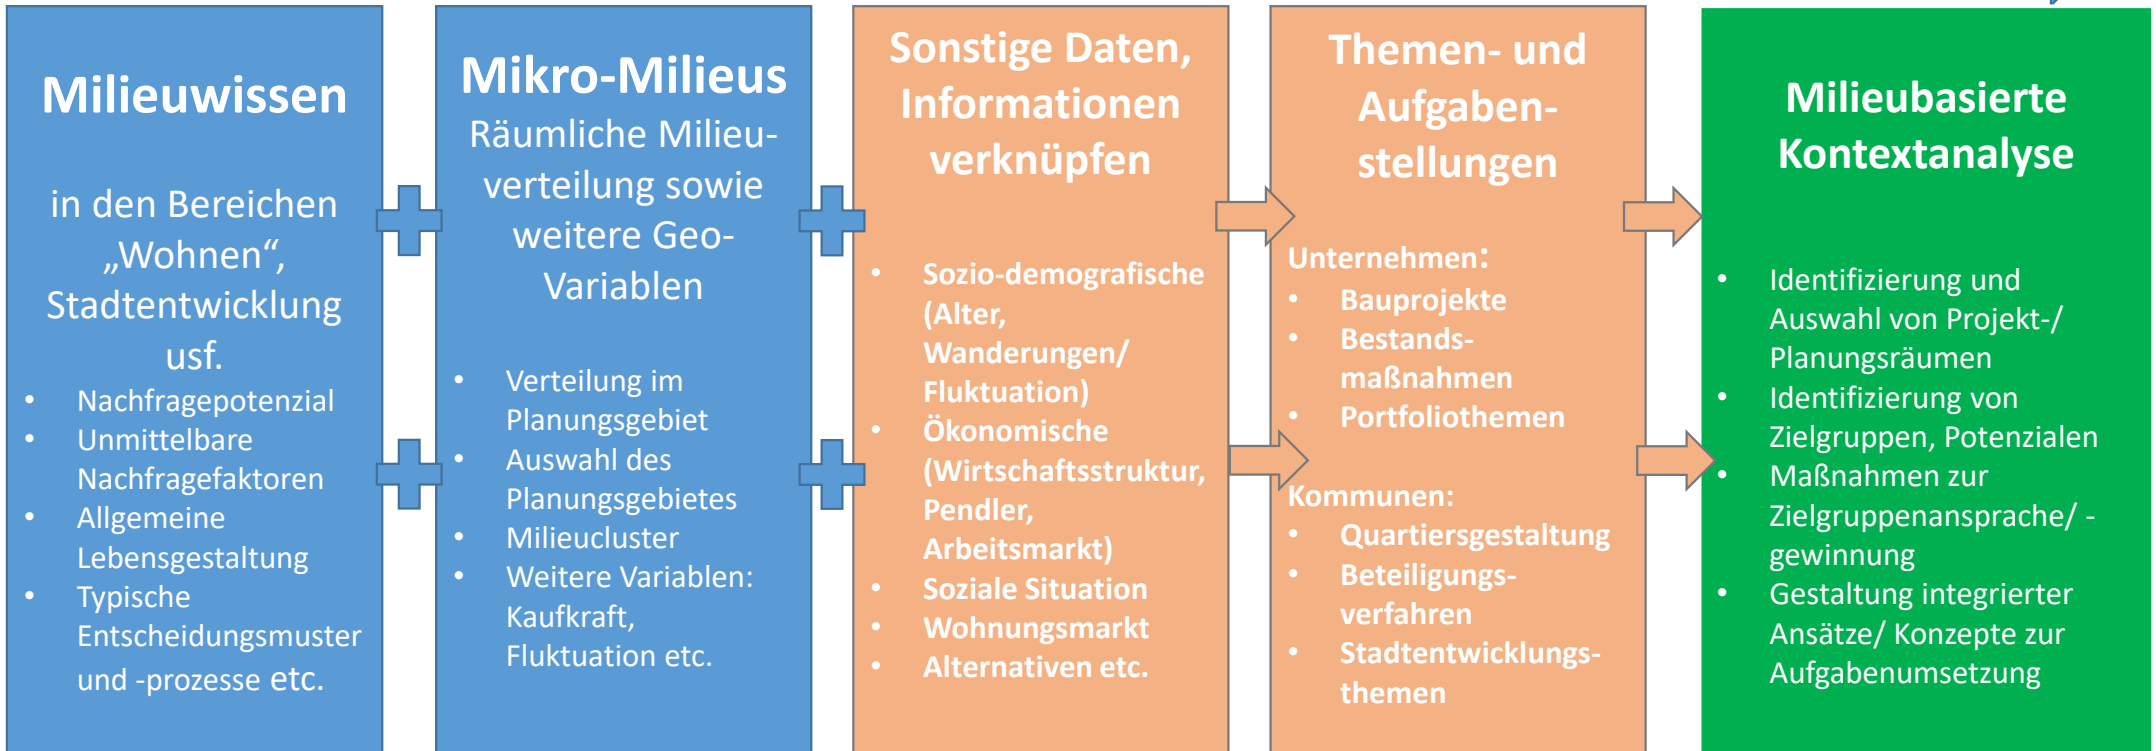 Milieuwissen
in den Bereichen
„Wohnen“,
Stadtentwicklung
usf.
• Nachfragepotenzial
• Unmittelbare
Nachfragefaktoren
• Allgemeine
Lebensgestaltung
• Typische
Entscheidungsmuster
und -prozesse etc.
Mikro-Milieus
Räumliche Milieu-
verteilung sowie
weitere Geo-
Variablen
• Verteilung im
Planungsgebiet
• Auswahl des
Planungsgebietes
• Milieucluster
• Weitere Variablen:
Kaufkraft,
Fluktuation etc.
Sonstige Daten,
Informationen
verknüpfen
• Sozio-demografische
(Alter,
Wanderungen/
Fluktuation)
• Ökonomische
(Wirtschaftsstruktur,
Pendler,
Arbeitsmarkt)
• Soziale Situation
• Wohnungsmarkt
• Alternativen etc.
Themen- und
Aufgaben-
stellungen
Unternehmen:
• Bauprojekte
• Bestands-
maßnahmen
• Portfoliothemen
Kommunen:
• Quartiersgestaltung
• Beteiligungs-
verfahren
• Stadtentwicklungs-
themen
Milieubasierte
Kontextanalyse
• Identifizierung und
Auswahl von Projekt-/
Planungsräumen
• Identifizierung von
Zielgruppen, Potenzialen
• Maßnahmen zur
Zielgruppenansprache/ -
gewinnung
• Gestaltung integrierter
Ansätze/ Konzepte zur
Aufgabenumsetzung